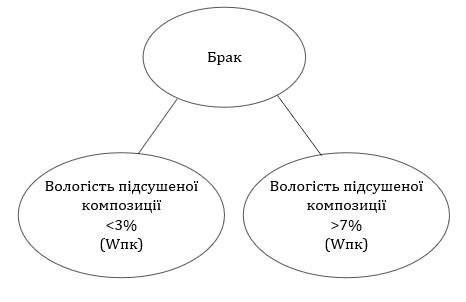 Брак
Вологість підсушеної
композиції
<3%
(Wпк)
Вологість підсушеної
композиції
>7%
(Wпк)